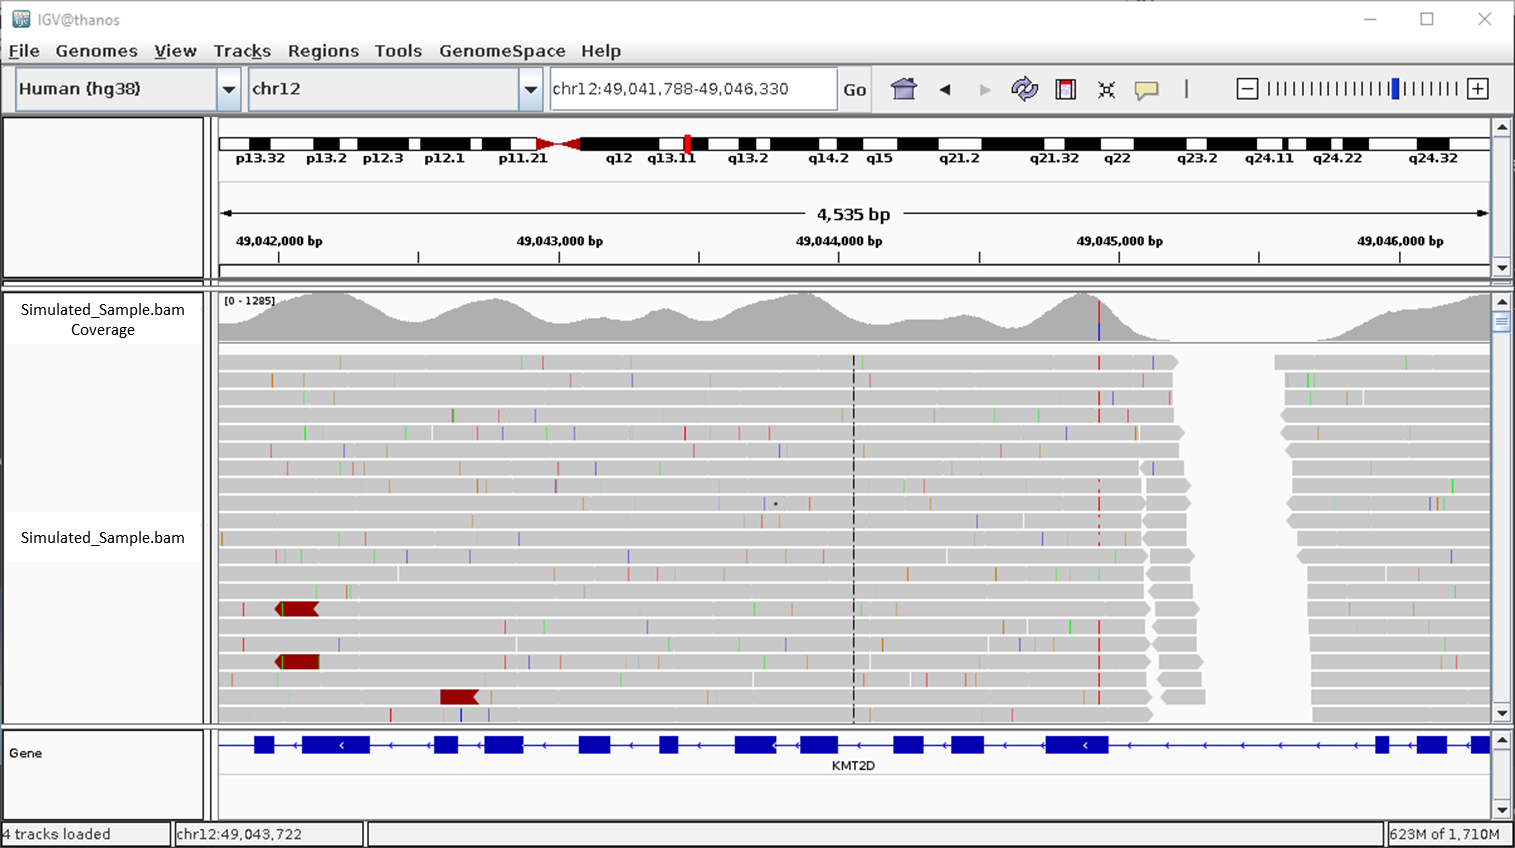 IGV@thanos
File Genomes View Tracks Regions Tools GenomeSpace Help
Human (hg38) chr12 chr12:49,041,788-49,046,330 Go
p13.32 p13.2 p12.3 p12.1 p11.21 q12 q13.11 q13.2 q14.2 q15 q21.2 q21.32 q22 q23.2 q24.11 q24.22 q24.32
4,535 bp
49,042,000 bp 49,043,000 bp 49,044,000 bp 49,045,000 bp 49,046,000 bp
[0 - 1285]
Simulated_Sample.bam
Coverage
Simulated_Sample.bam
Gene
KMT2D
4 tracks loaded chr12:49,043,722 623M of 1,710M